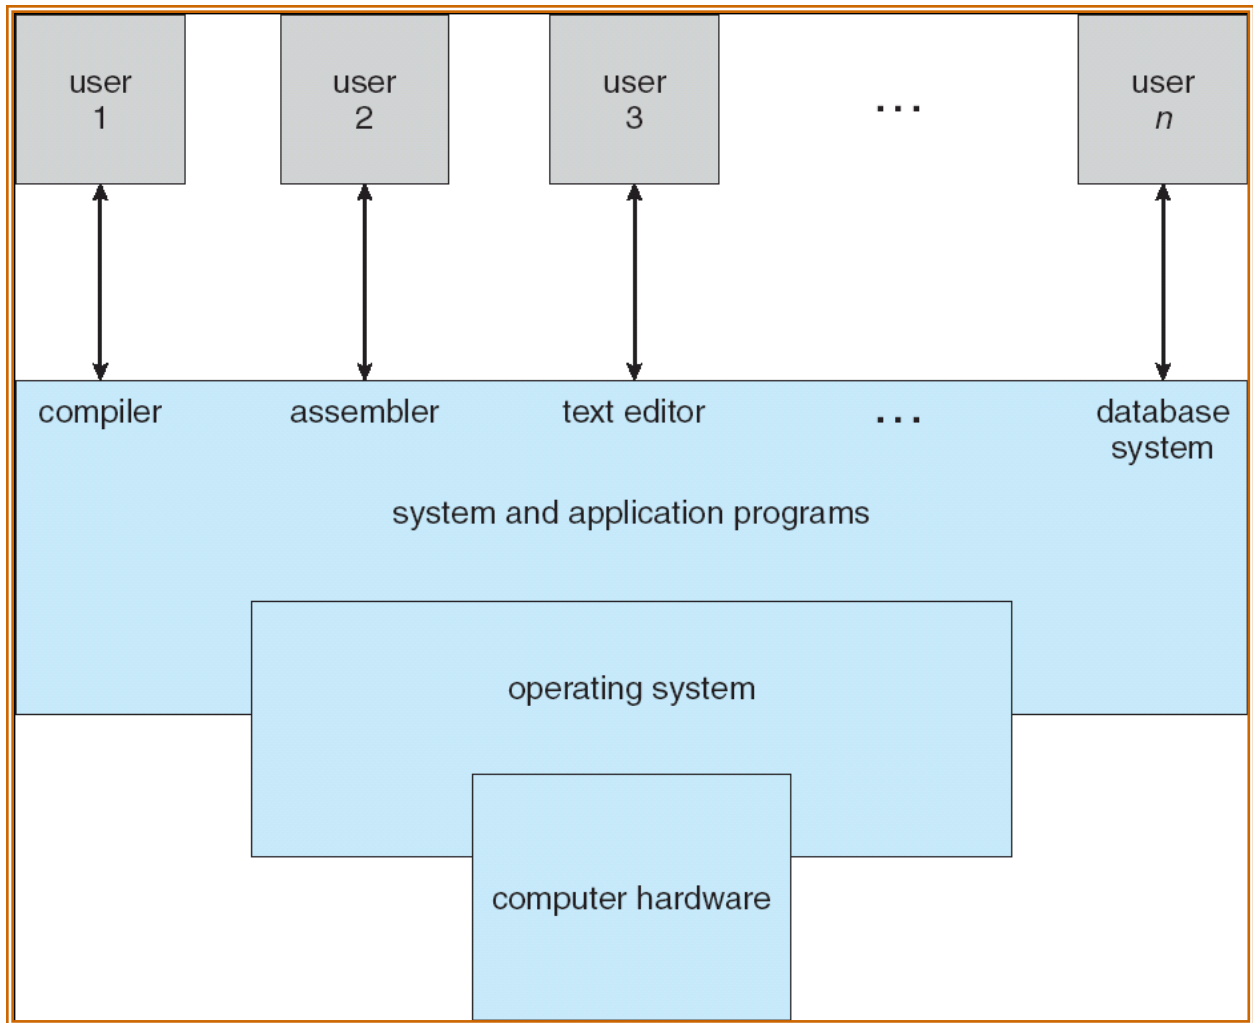 user
1
user
2
user
3
...
user
n
compiler
assembler
text editor
...
database
system
system and application programs
operating system
computer hardware